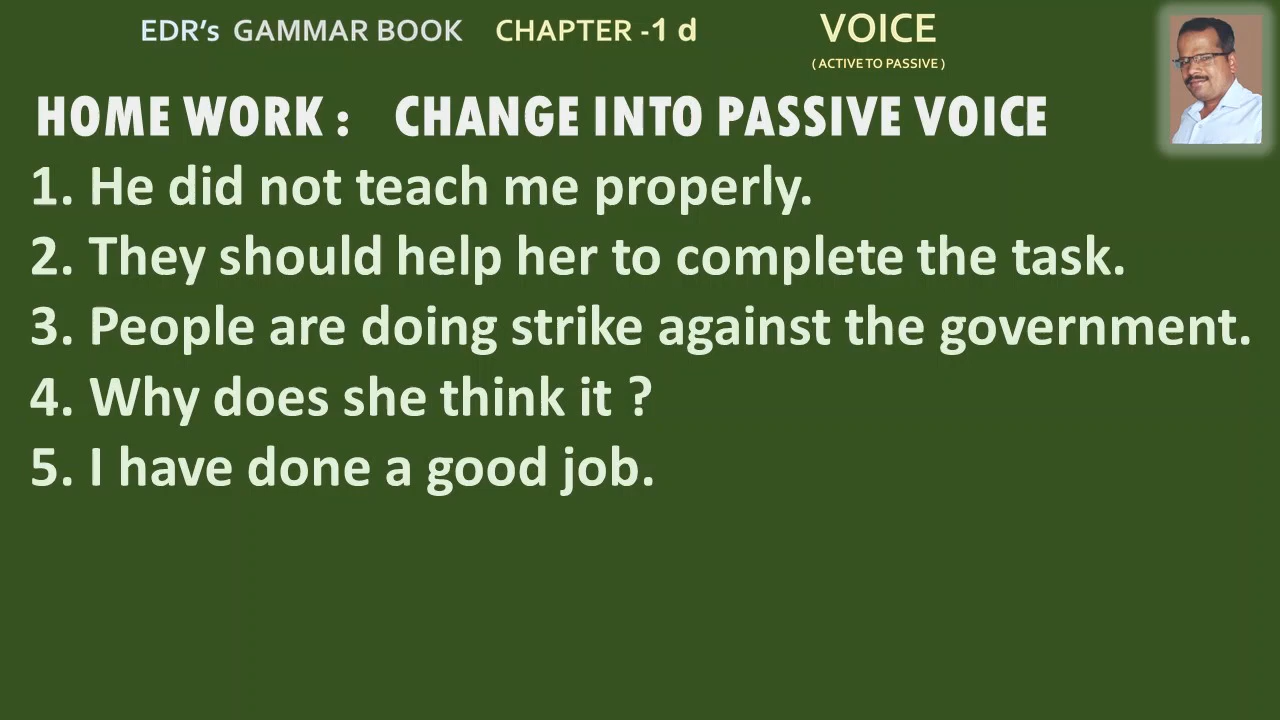 EDR's GAMMAR BOOK CHAPTER -1 d VOICE
( ACTIVE TO PASSIVE )
HOME WORK : CHANGE INTO PASSIVE VOICE
1. He did not teach me properly.
2. They should help her to complete the task.
3. People are doing strike against the government.
4. Why does she think it ?
5. I have done a good job.